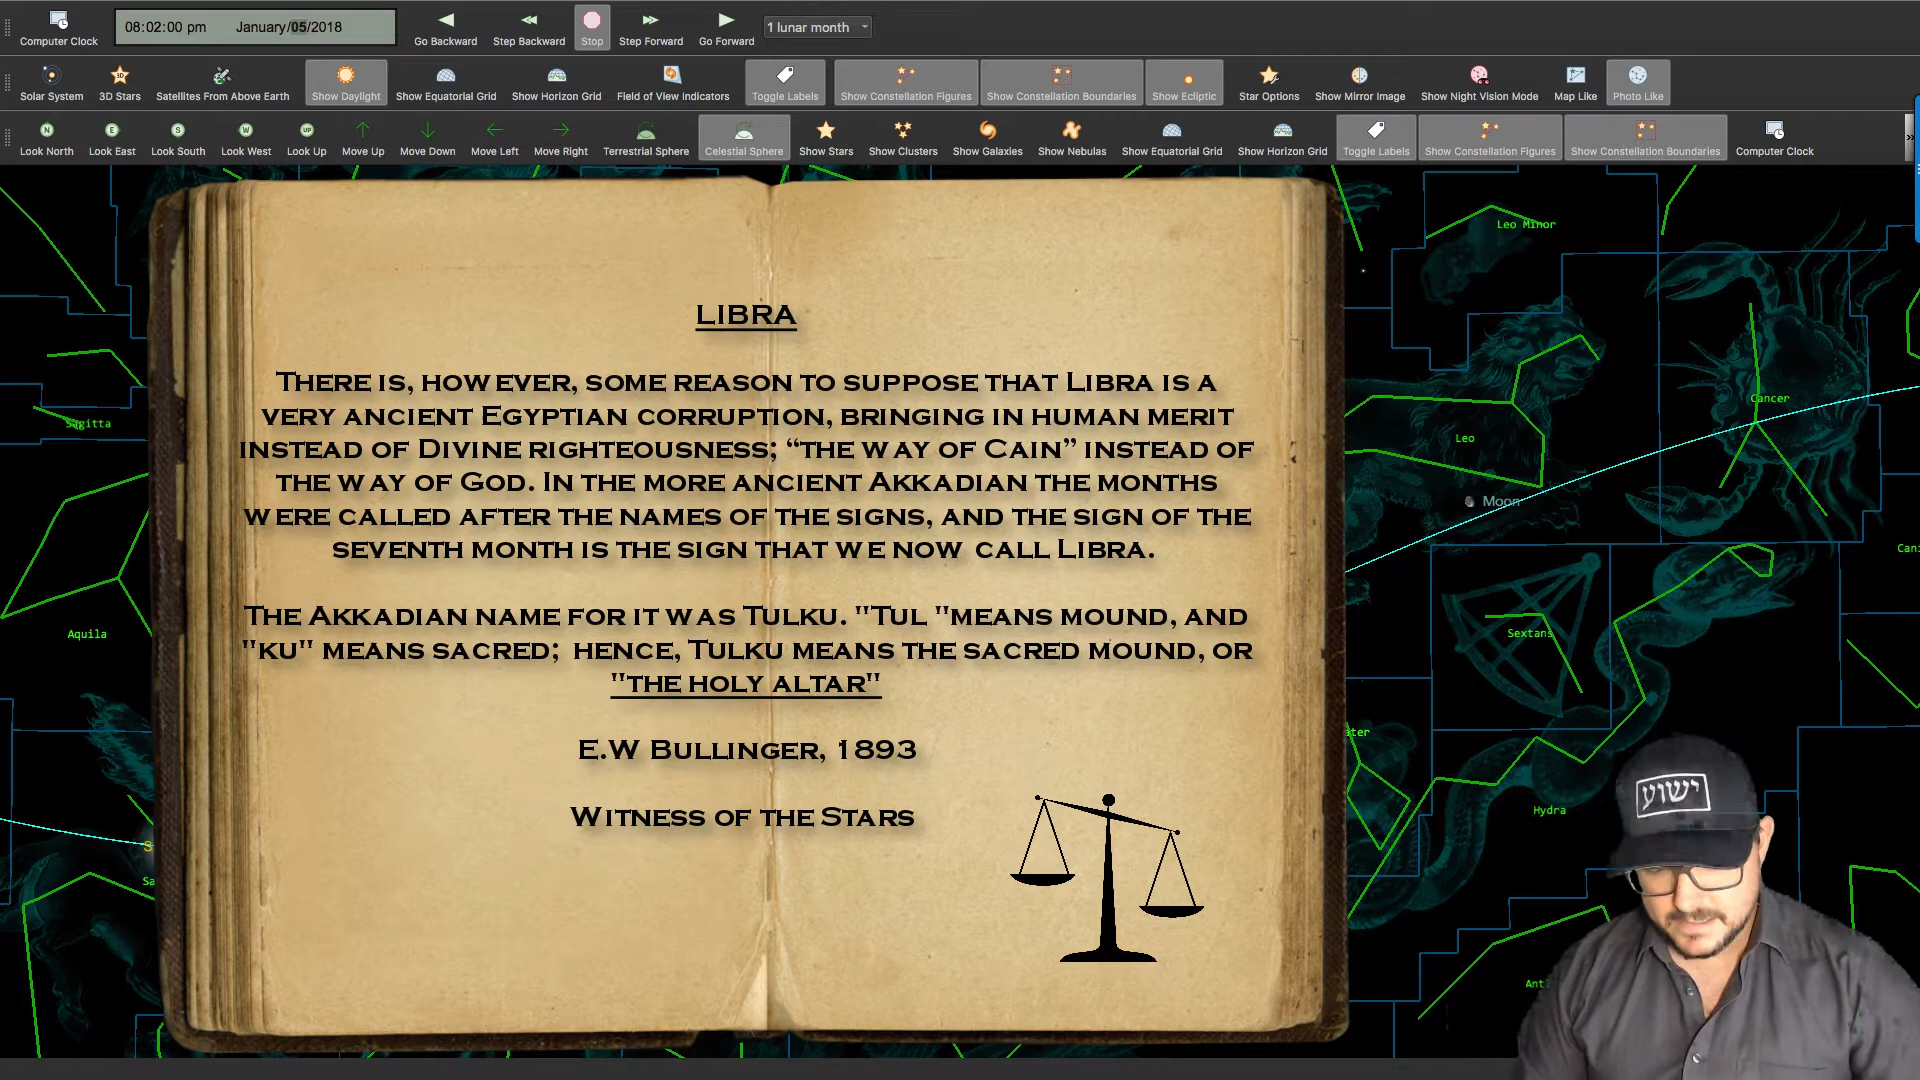 08:02:00 pm January/05/2018
Computer Clock Go Backward Step Backward Stop Step Forward Go Forward 1 lunar month
Solar System 3D Stars Satellites From Above Earth Show Daylight Show Equatorial Grid Show Horizon Grid Field of View Indicators Toggle Labels Show Constellation Figures Show Constellation Boundaries Show Ecliptic Star Options Show Mirror Image Show Night Vision Mode Map Like Photo Like
N E S W UP
Look North Look East Look South Look West Look Up Move Up Move Down Move Left Move Right Terrestrial Sphere Celestial Sphere Show Stars Show Clusters Show Galaxies Show Nebulas Show Equatorial Grid Show Horizon Grid Toggle Labels Show Constellation Figures Show Constellation Boundaries Computer Clock
LIBRA
THERE IS, HOWEVER, SOME REASON TO SUPPOSE THAT LIBRA IS A
VERY ANCIENT EGYPTIAN CORRUPTION, BRINGING IN HUMAN MERIT
INSTEAD OF DIVINE RIGHTEOUSNESS; “THE WAY OF CAIN” INSTEAD OF
THE WAY OF GOD. IN THE MORE ANCIENT AKKADIAN THE MONTHS
WERE CALLED AFTER THE NAMES OF THE SIGNS, AND THE SIGN OF THE
SEVENTH MONTH IS THE SIGN THAT WE NOW CALL LIBRA.
THE AKKADIAN NAME FOR IT WAS TULKU. "TUL "MEANS MOUND, AND
"KU" MEANS SACRED; HENCE, TULKU MEANS THE SACRED MOUND, OR
"THE HOLY ALTAR"
E.W BULLINGER, 1893
WITNESS OF THE STARS
Sagitta
Aquila
Leo Minor
Cancer
Leo
Moon
Sextans
Hydra
ישוע